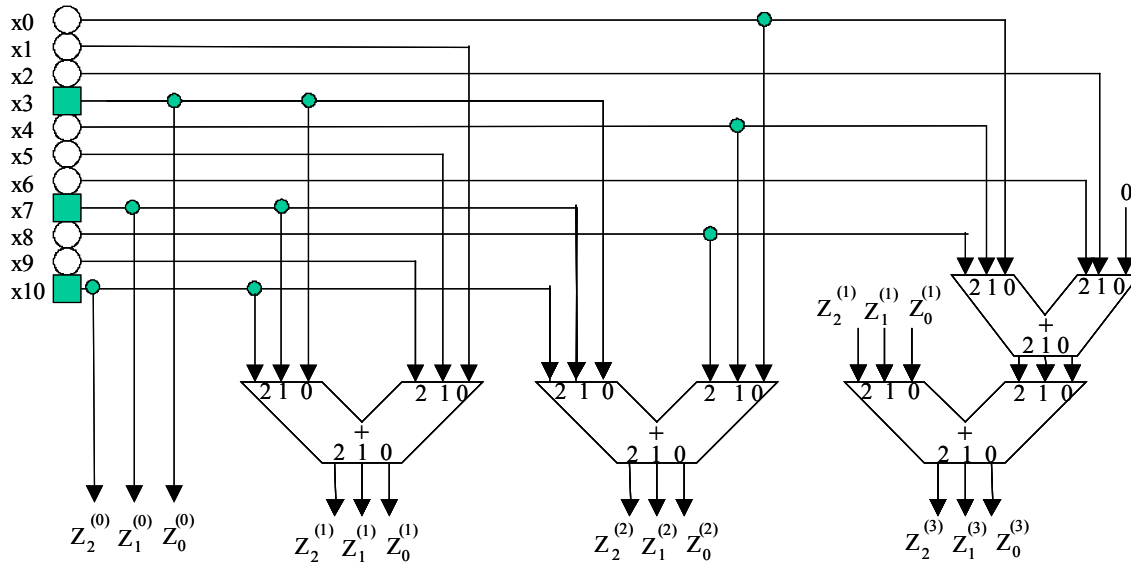 x0
x1
x2
x3
x4
x5
x6
x7
x8
x9
x10
0
2 1 0
2 1 0
+
2 1 0
Z₂⁽¹⁾ Z₁⁽¹⁾ Z₀⁽¹⁾
2 1 0
2 1 0
+
2 1 0
2 1 0
2 1 0
+
2 1 0
2 1 0
2 1 0
+
2 1 0
Z₂⁽⁰⁾ Z₁⁽⁰⁾ Z₀⁽⁰⁾
Z₂⁽¹⁾ Z₁⁽¹⁾ Z₀⁽¹⁾
Z₂⁽²⁾ Z₁⁽²⁾ Z₀⁽²⁾
Z₂⁽³⁾ Z₁⁽³⁾ Z₀⁽³⁾